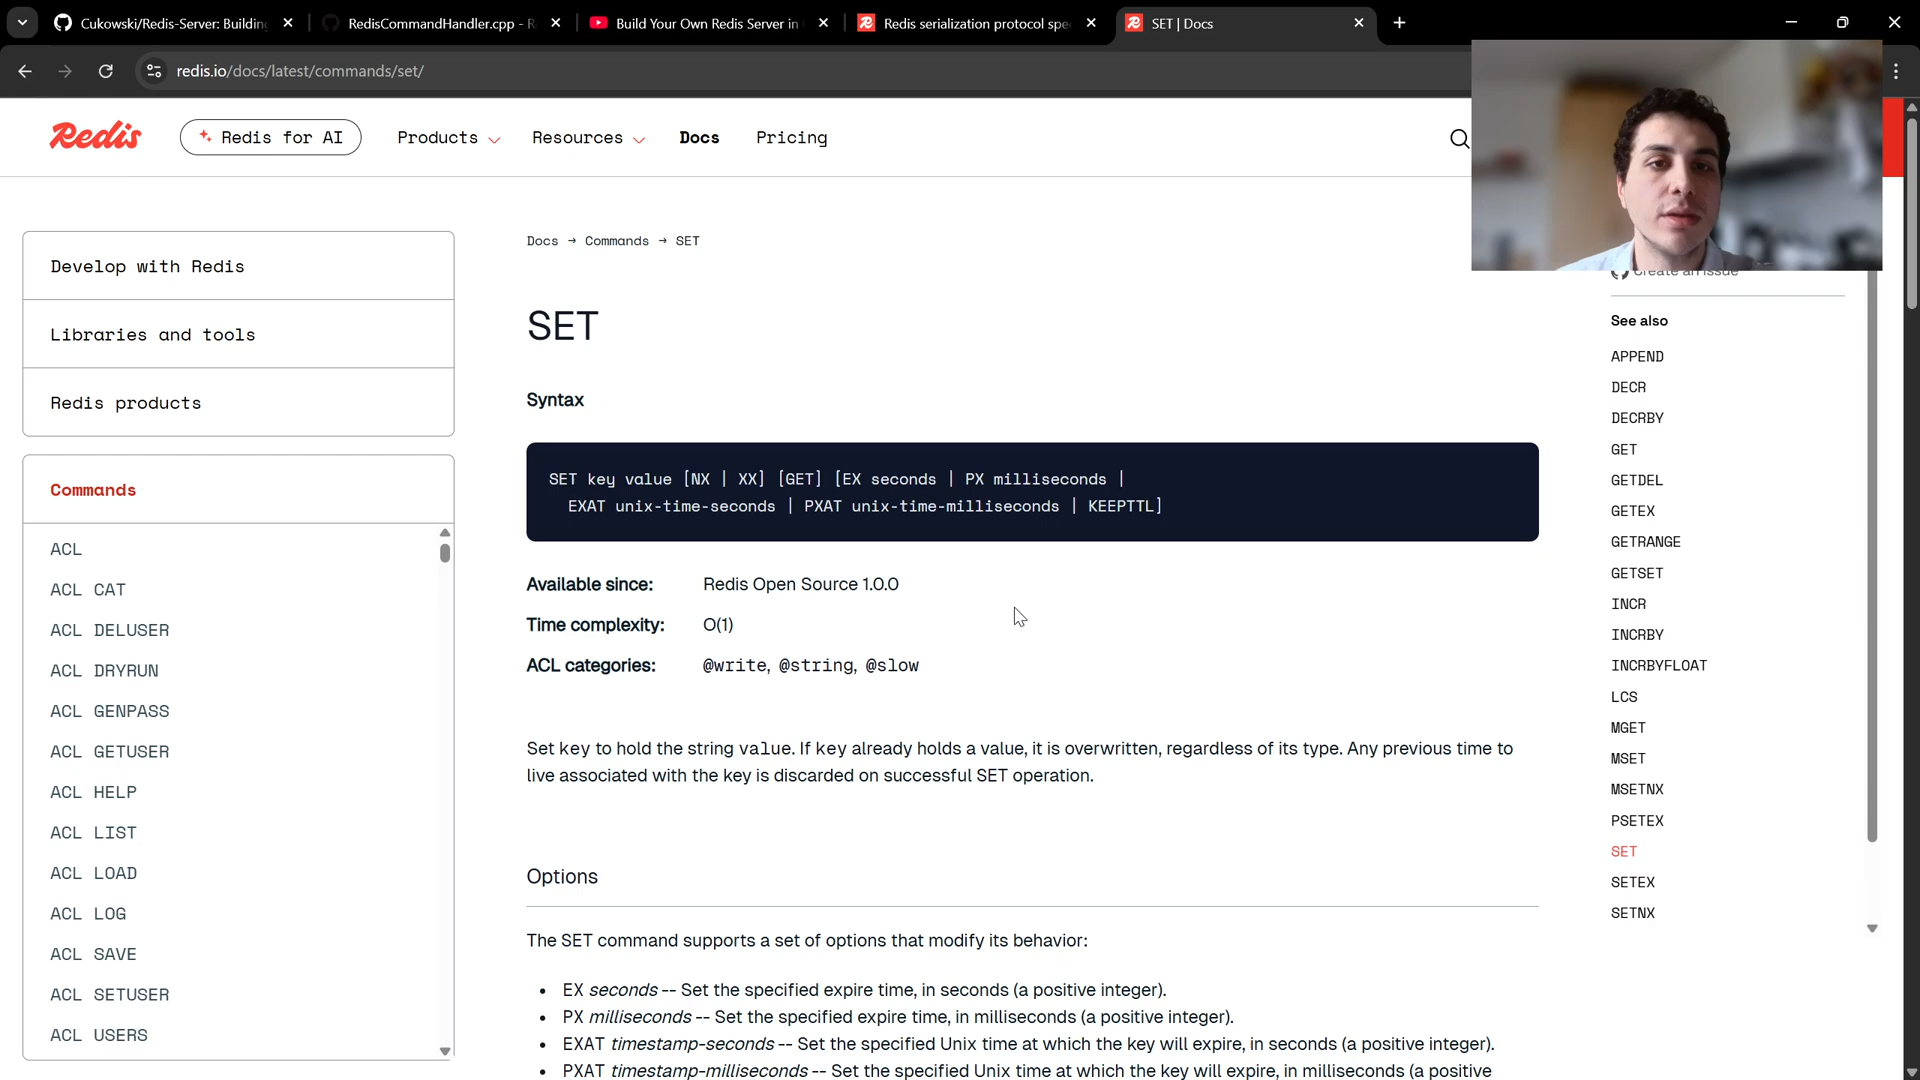 Cukowski/Redis-Server: Building
RedisCommandHandler.cpp - R
Build Your Own Redis Server in
Redis serialization protocol spe
SET | Docs
redis.io/docs/latest/commands/set/
Redis
Redis for AI
Products
Resources
Docs
Pricing
Develop with Redis
Libraries and tools
Redis products
Commands
ACL
ACL CAT
ACL DELUSER
ACL DRYRUN
ACL GENPASS
ACL GETUSER
ACL HELP
ACL LIST
ACL LOAD
ACL LOG
ACL SAVE
ACL SETUSER
ACL USERS
Docs → Commands → SET
SET
Syntax
SET key value [NX | XX] [GET] [EX seconds | PX milliseconds |
EXAT unix-time-seconds | PXAT unix-time-milliseconds | KEEPTTL]
Available since: Redis Open Source 1.0.0
Time complexity: O(1)
ACL categories: @write, @string, @slow
Set key to hold the string value. If key already holds a value, it is overwritten, regardless of its type. Any previous time to
live associated with the key is discarded on successful SET operation.
Options
The SET command supports a set of options that modify its behavior:
• EX seconds -- Set the specified expire time, in seconds (a positive integer).
• PX milliseconds -- Set the specified expire time, in milliseconds (a positive integer).
• EXAT timestamp-seconds -- Set the specified Unix time at which the key will expire, in seconds (a positive integer).
• PXAT timestamp-milliseconds -- Set the specified Unix time at which the key will expire, in milliseconds (a positive
Create an issue
See also
APPEND
DECR
DECRBY
GET
GETDEL
GETEX
GETRANGE
GETSET
INCR
INCRBY
INCRBYFLOAT
LCS
MGET
MSET
MSETNX
PSETEX
SET
SETEX
SETNX